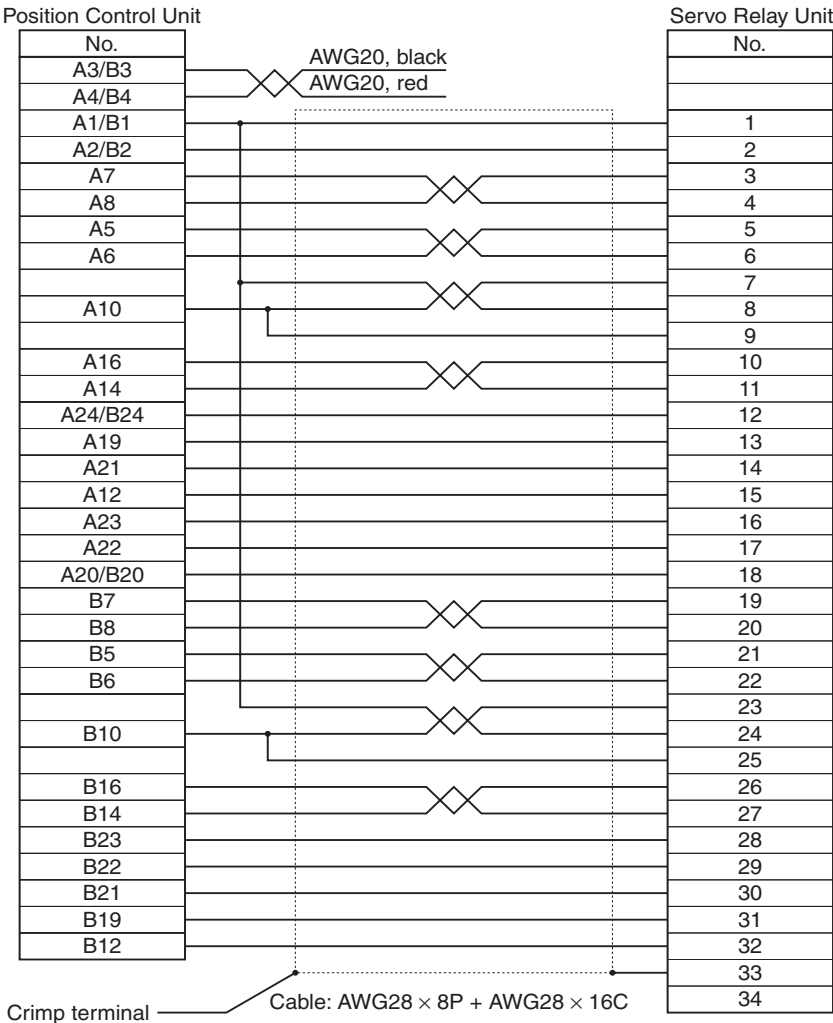 Position Control Unit Servo Relay Unit
No. No.
A3/B3 AWG20, black
A4/B4 AWG20, red
A1/B1 1
A2/B2 2
A7 3
A8 4
A5 5
A6 6
7
A10 8
9
A16 10
A14 11
A24/B24 12
A19 13
A21 14
A12 15
A23 16
A22 17
A20/B20 18
B7 19
B8 20
B5 21
B6 22
23
B10 24
25
B16 26
B14 27
B23 28
B22 29
B21 30
B19 31
B12 32
33
Crimp terminal Cable: AWG28 × 8P + AWG28 × 16C 34